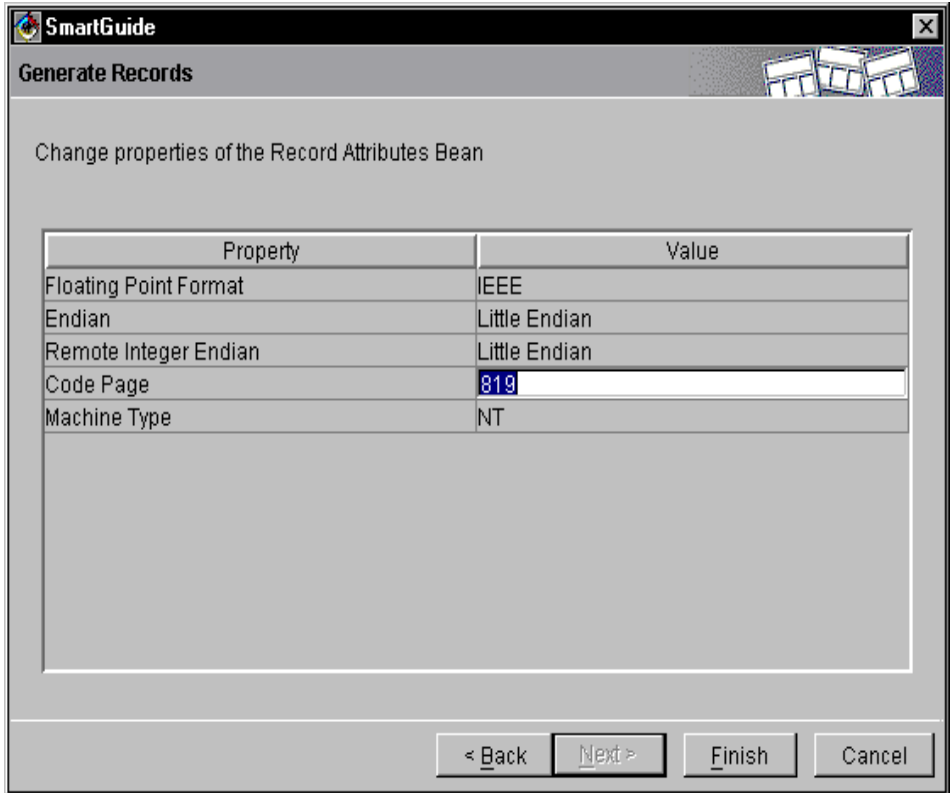 SmartGuide
Generate Records
Change properties of the Record Attributes Bean
Property Value
Floating Point Format IEEE
Endian Little Endian
Remote Integer Endian Little Endian
Code Page 819
Machine Type NT
< Back Next > Finish Cancel